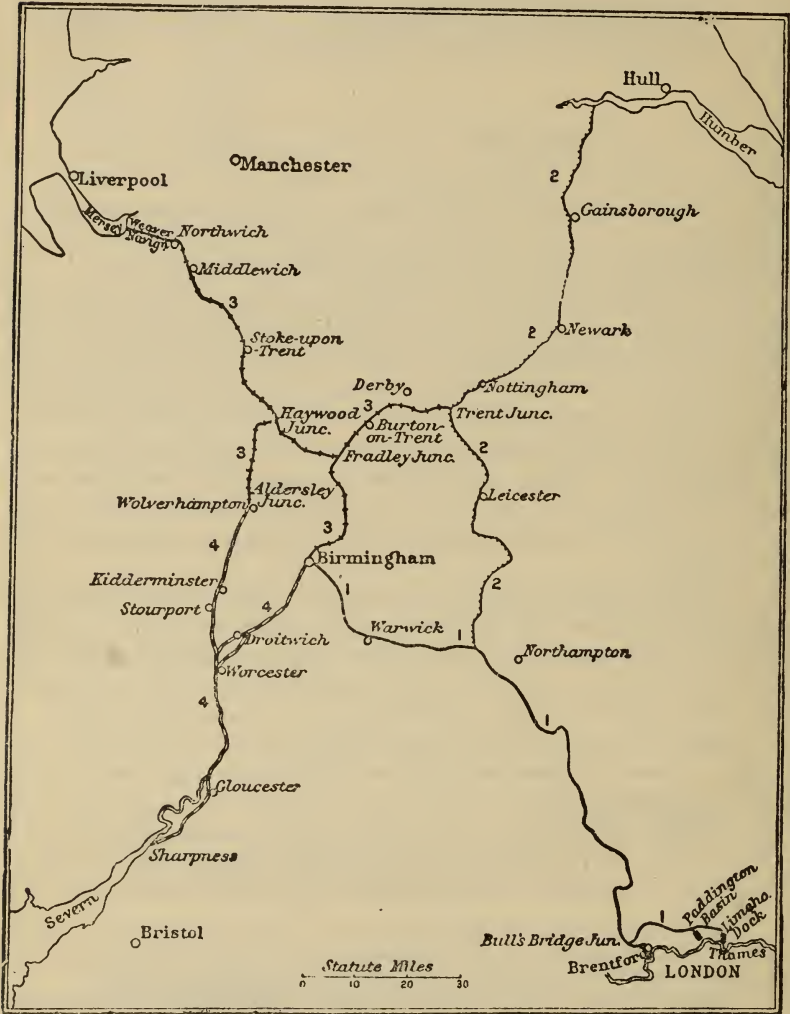 Hull
Humber
Manchester
Liverpool
Mersey
Weaver
Navign
Northwich
2
Gainsborough
Middlewich
3
Stoke-upon
-Trent
2
Newark
Derby
Nottingham
3
Haywood
Junc.
Burton-
on-Trent
Trent Junc.
3
Fradley Junc.
2
Aldersley
Junc.
Wolverhampton
Leicester
3
4
Birmingham
Kidderminster
2
Stourport
4
1
Droitwich
Warwick
1
Northampton
Worcester
4
1
Gloucester
Sharpness
Severn
Bristol
Paddington
Basin
Limeho.
Dock
1
Bull's Bridge Jun.
Brentford
Thames
LONDON
Statute Miles
0 10 20 30